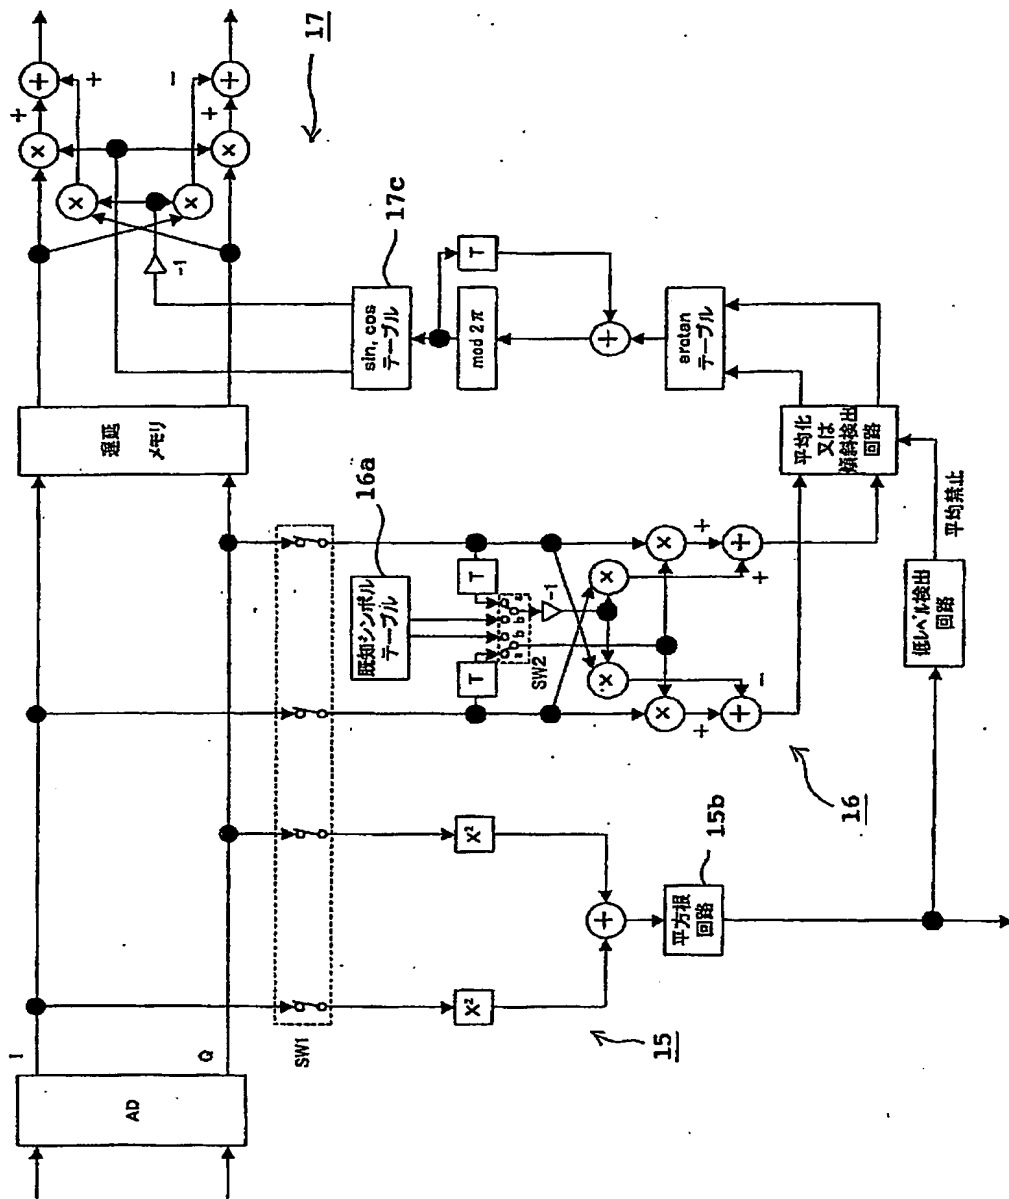 AD
I
Q
SW1
X²
X²
+
15
平方根
回路
15b
低レベル検出
回路
平均禁止
既知シンボル
テーブル
16a
T
T
SW2
a
b
b
a
-1
×
×
×
×
+
+
+
+
+
-
16
平均化
又は
傾斜検出
回路
arctan
テーブル
+
mod 2π
T
sin, cos
テーブル
17c
遅延
メモリ
-1
×
×
×
×
+
+
+
+
+
-
17